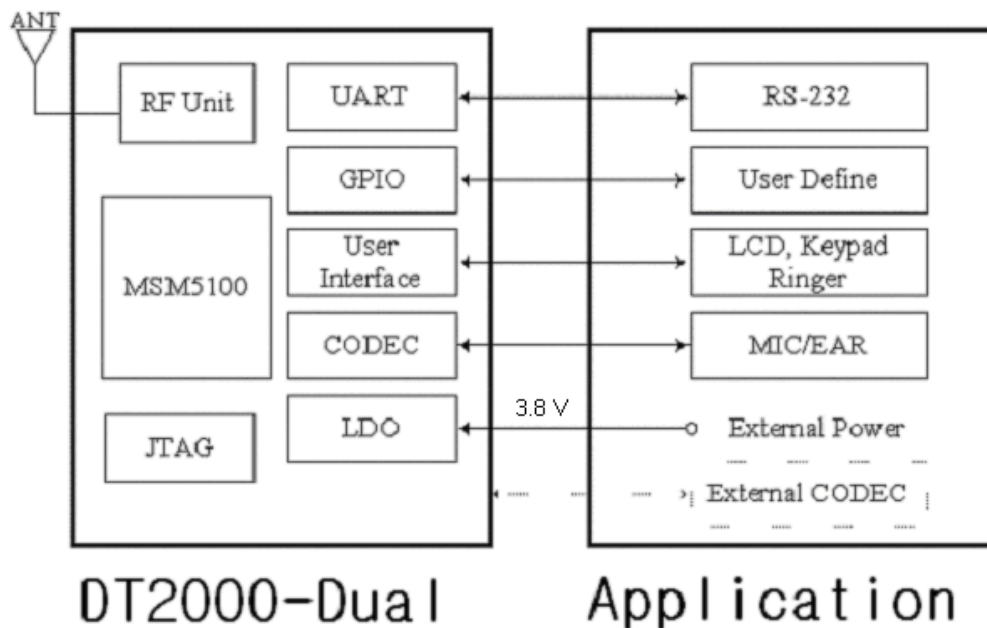 ANT
RF Unit
MSM5100
JTAG
UART
GPIO
User
Interface
CODEC
LDO
3.8 V
RS-232
User Define
LCD, Keypad
Ringer
MIC/EAR
External Power
External CODEC
DT2000-Dual
Application